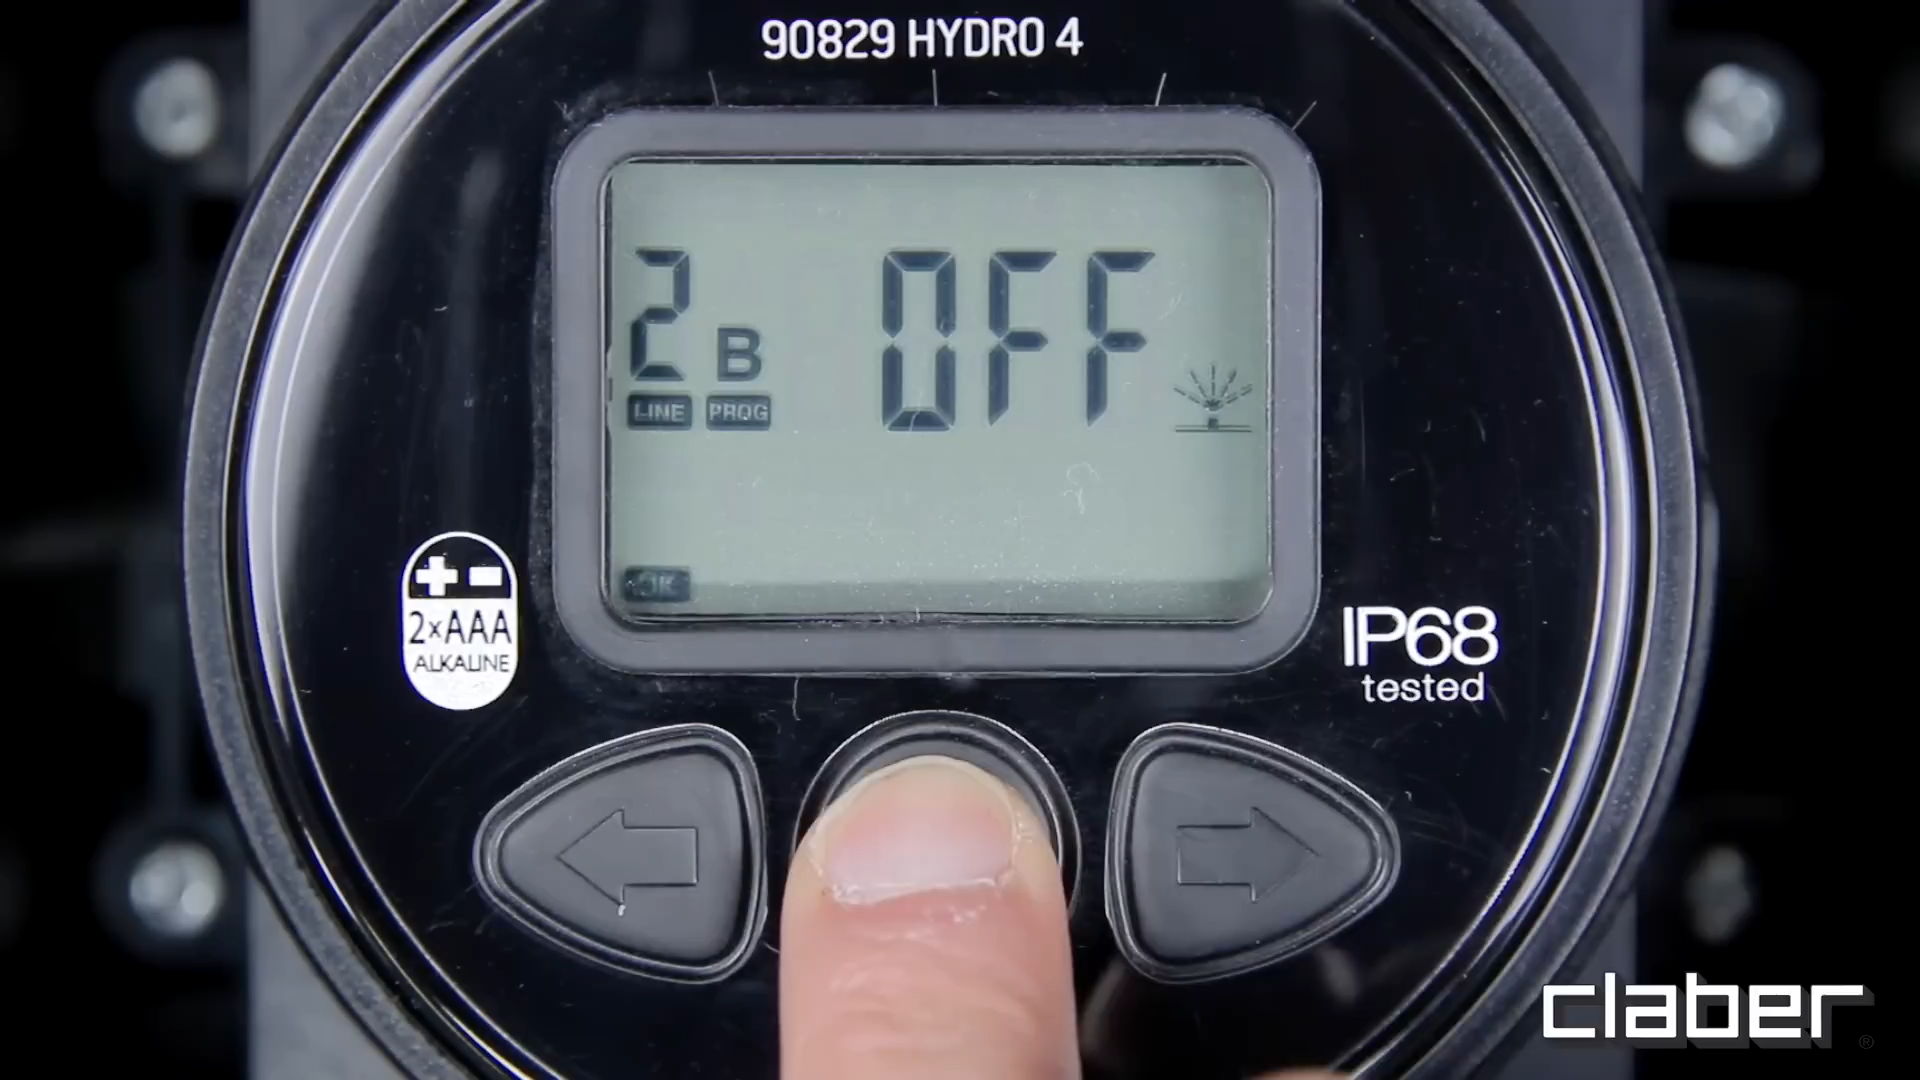 90829 HYDRO 4
2 B OFF
LINE PROG
OK
2xAAA
ALKALINE
IP68
tested
claber